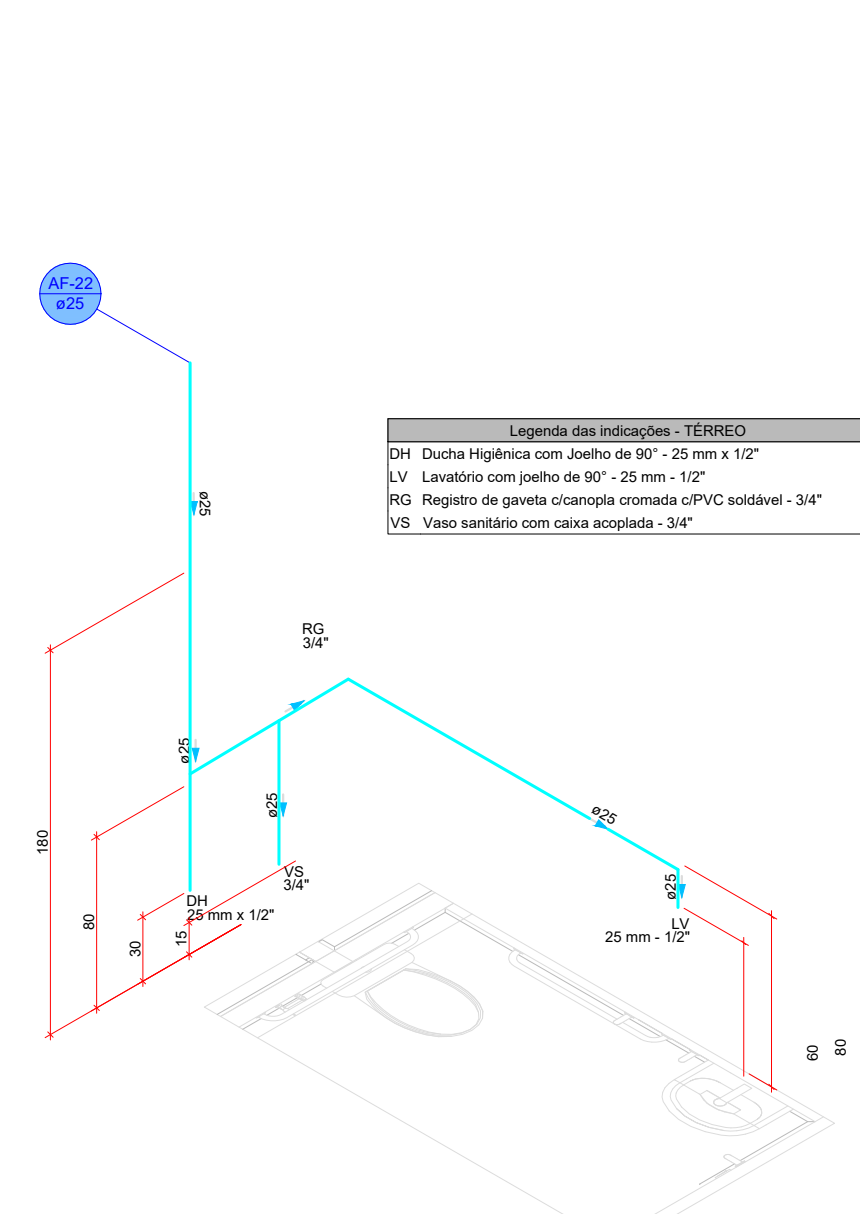 AF-22
ø25
Legenda das indicações - TÉRREO
DH Ducha Higiênica com Joelho de 90° - 25 mm x 1/2"
LV Lavatório com joelho de 90° - 25 mm - 1/2"
RG Registro de gaveta c/canopla cromada c/PVC soldável - 3/4"
VS Vaso sanitário com caixa acoplada - 3/4"
ø25
RG
3/4"
ø25
ø25
ø25
180
VS
3/4"
ø25
DH
25 mm x 1/2"
80
30
15
LV
25 mm - 1/2"
60
80